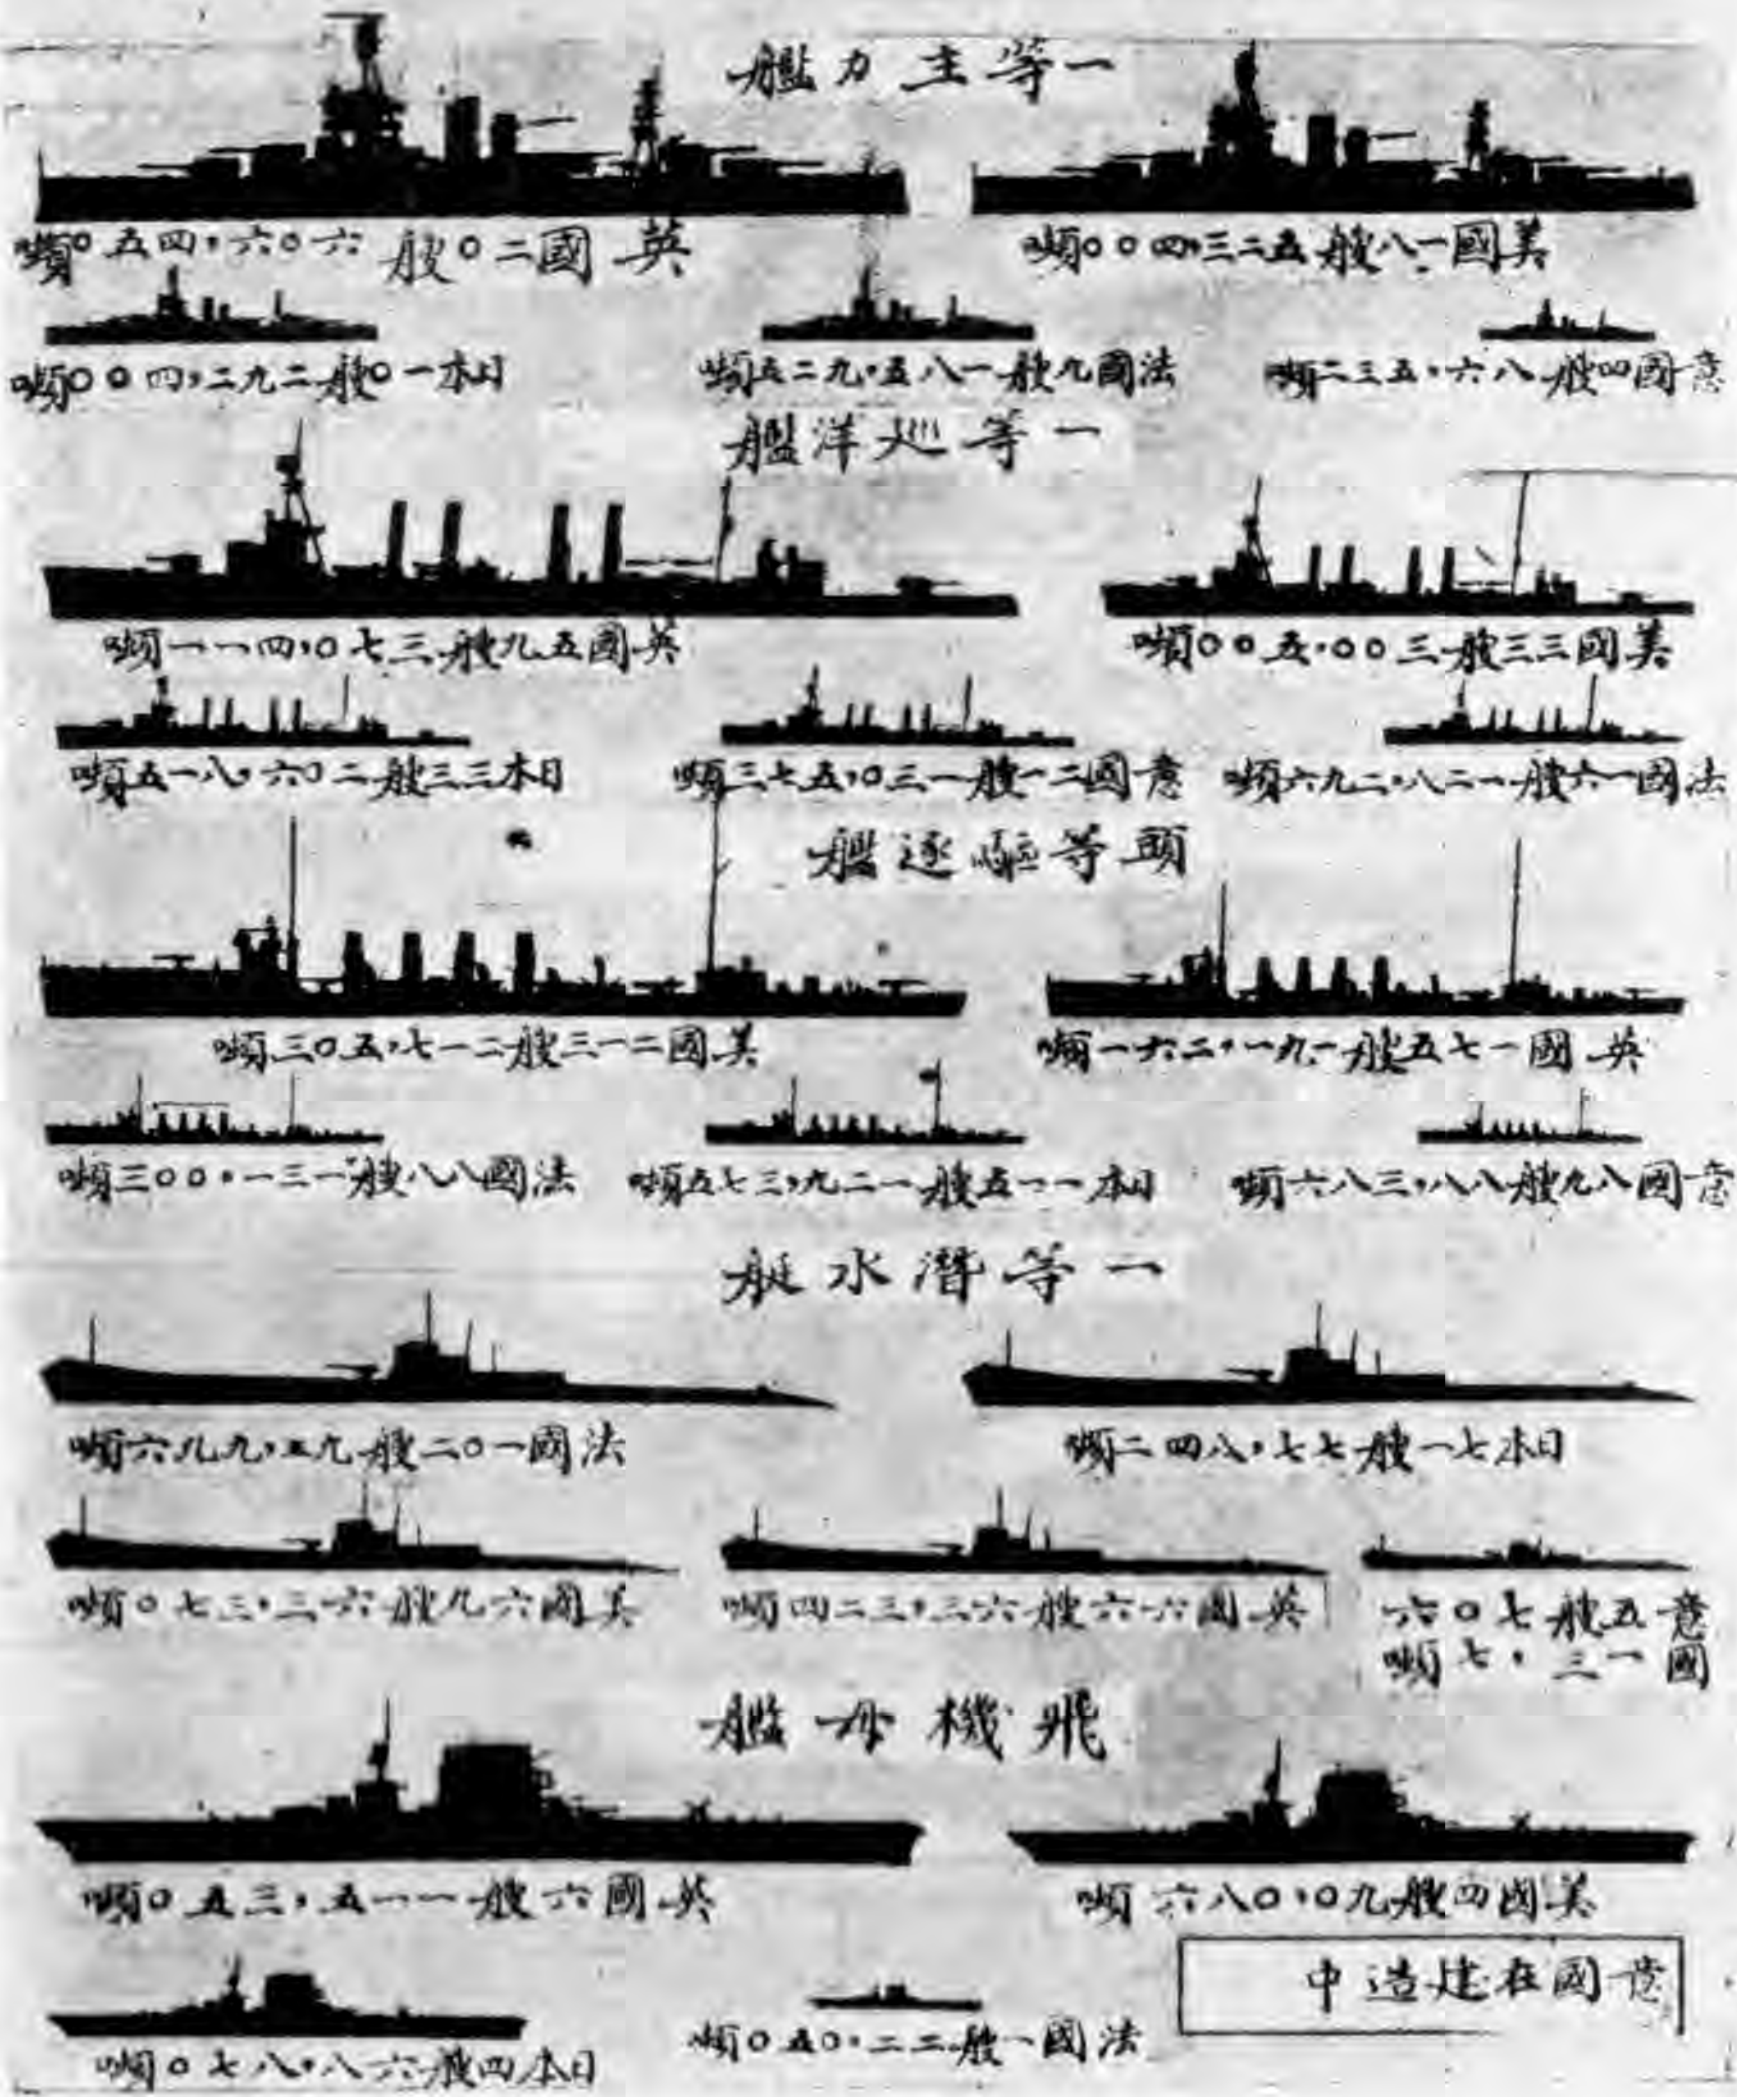 一等主力艦
英國二〇艘六〇六,四五〇噸
美國一八艘五二三,四〇〇噸
日本一〇艘二九二,四〇〇噸
法國九艘一八五,九二五噸
意國四艘八六,五三二噸
一等巡洋艦
英國五九艘三七〇,四一一噸
美國三三艘三〇〇,五〇〇噸
日本三三艘二〇六,八一五噸
意國二一艘一三〇,五七三噸
法國一六艘一二八,二九六噸
頭等驅逐艦
美國二一三艘二一七,五〇三噸
英國一七五艘一九一,二六一噸
法國八八艘一三一,〇〇三噸
日本一一五艘一二九,三七五噸
意國八九艘八八,三八六噸
一等潛水艇
法國一〇二艘九五,九九六噸
日本七一艘七七,八四二噸
美國六九艘六三,三七〇噸
英國六六艘六三,三二四噸
意五艘七〇六
國一三,七噸
飛機母艦
英國六艘一一五,三五〇噸
美國四艘九〇,〇八六噸
日本四艘六八,八七〇噸
法國一艘二二,〇五〇噸
意國在建造中